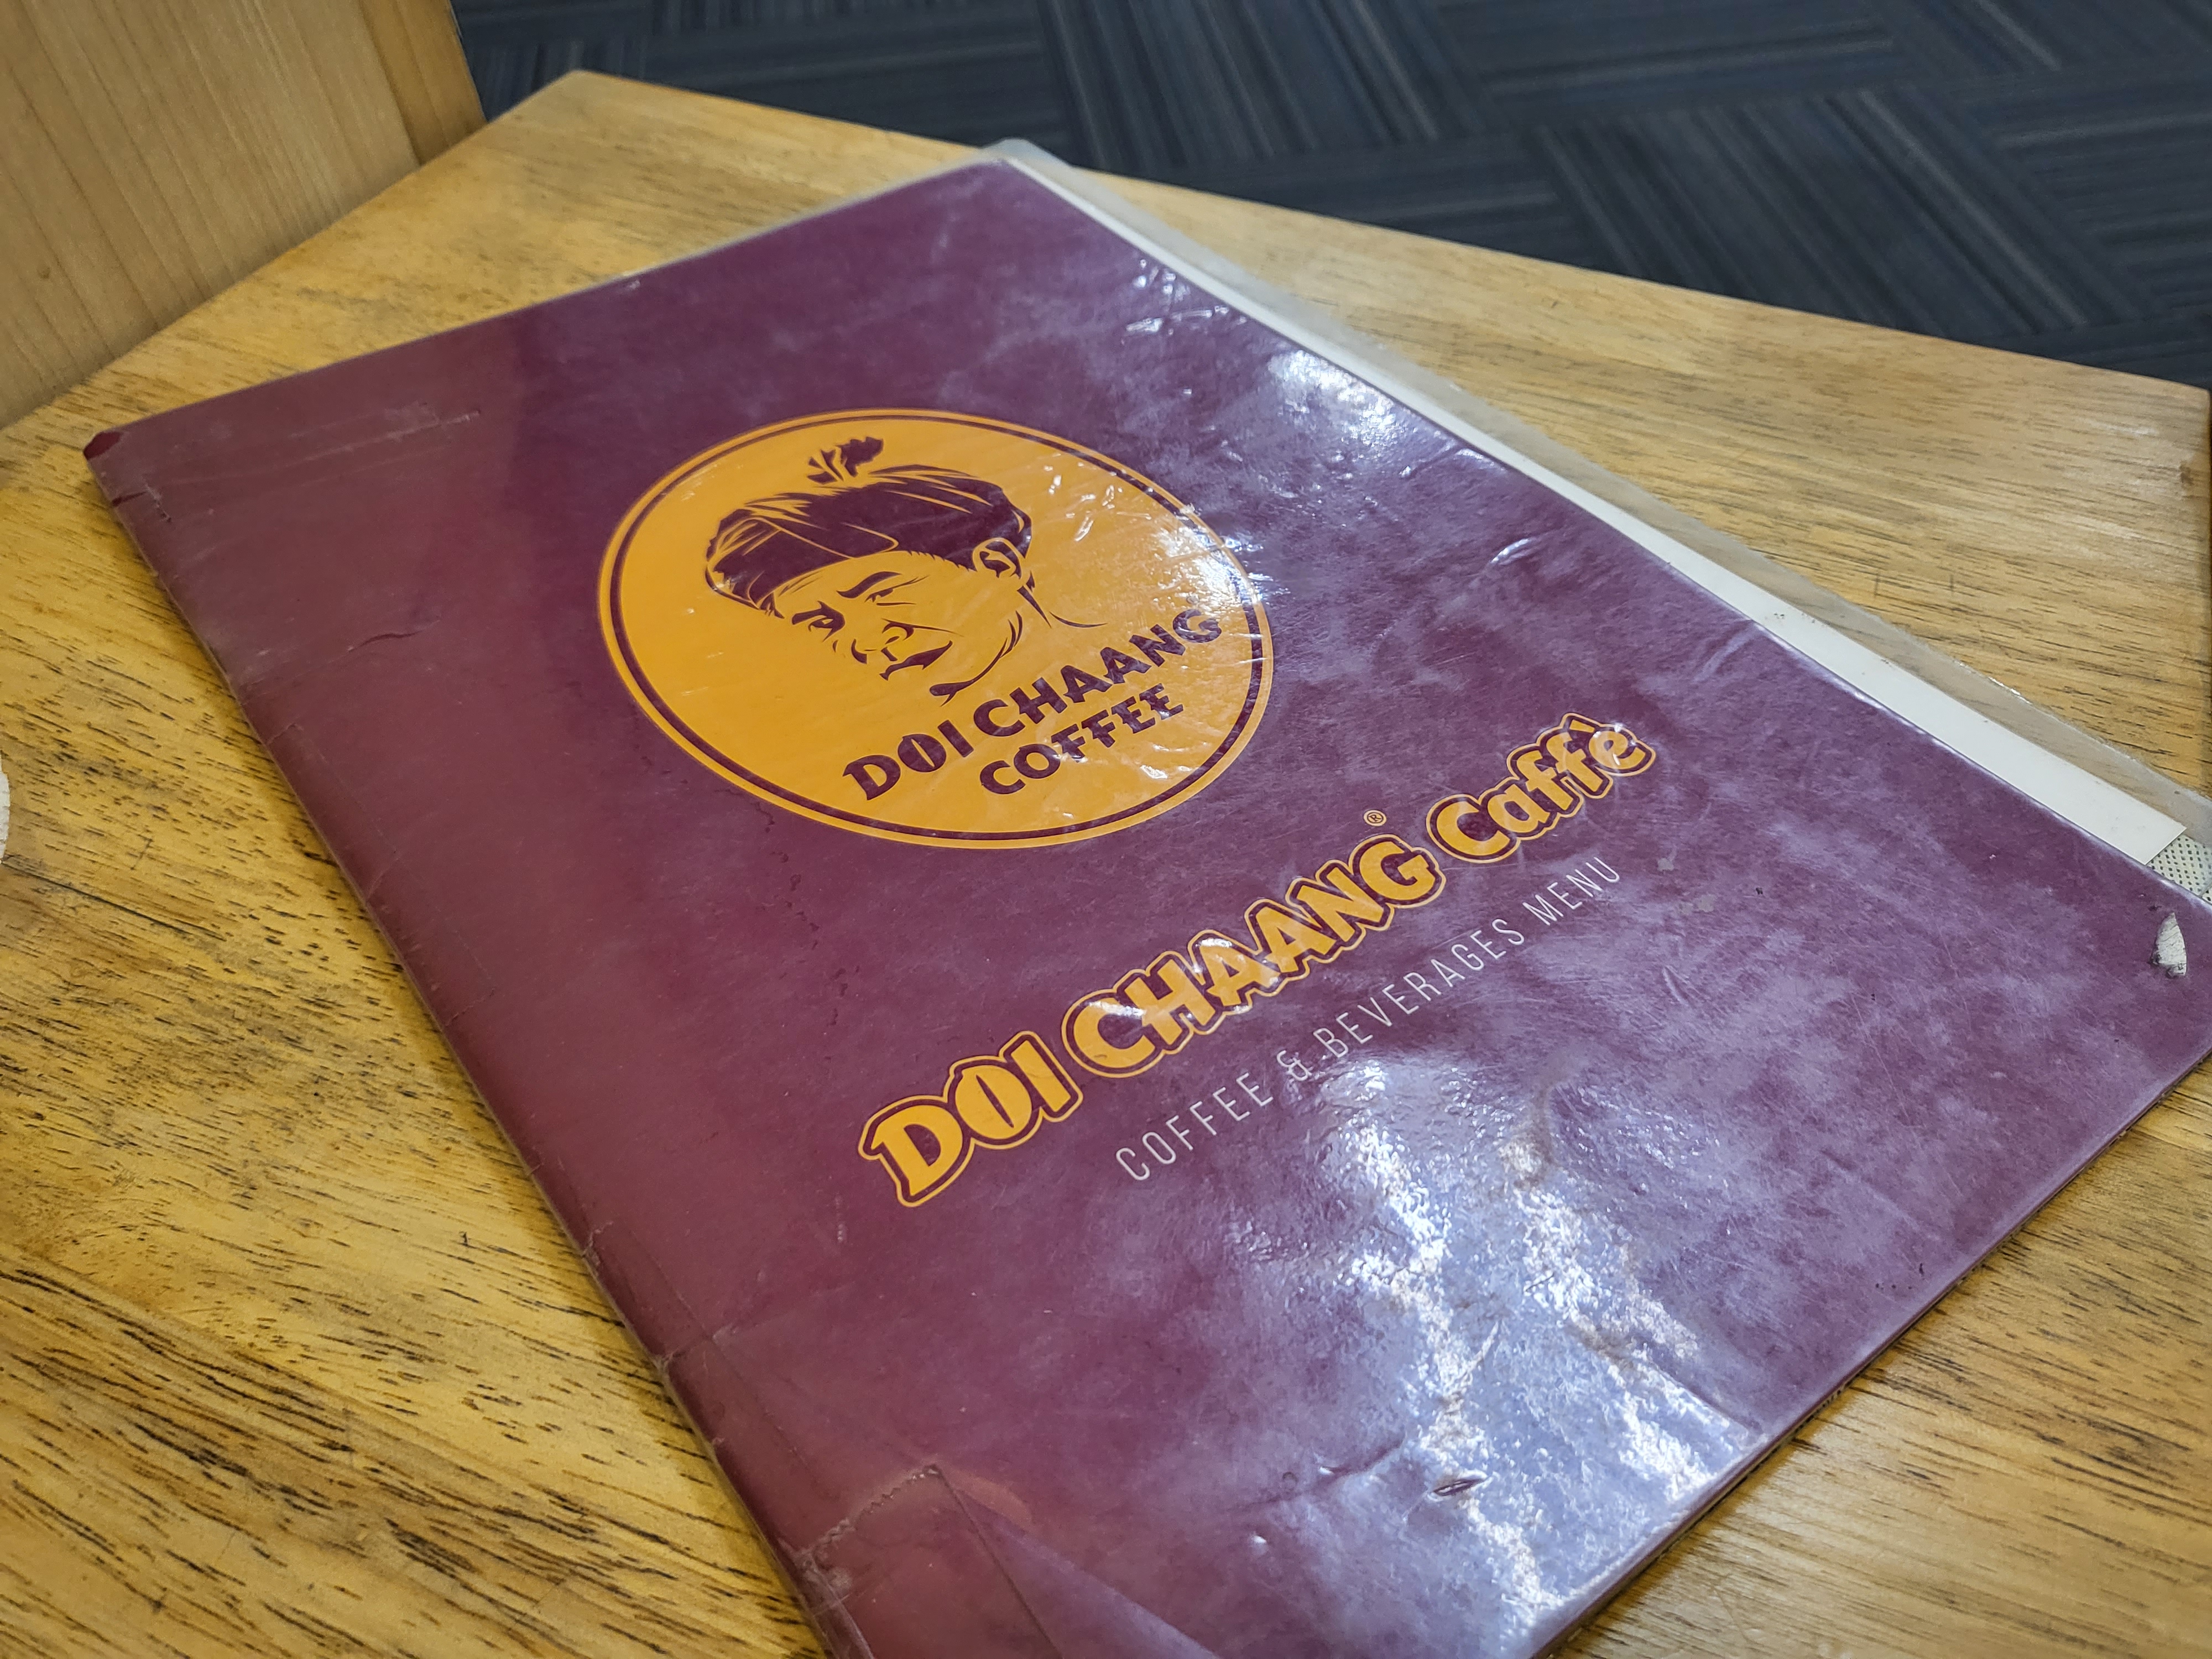 DOI CHAANG
COFFEE
DOI CHAANG® Caffè
COFFEE & BEVERAGES MENU